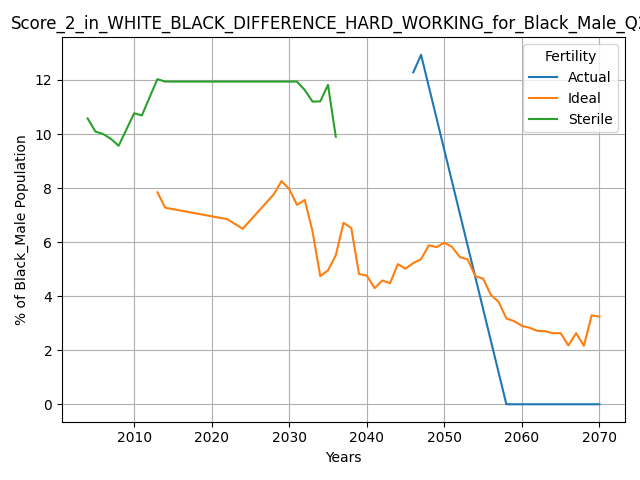 Score_2_in_WHITE_BLACK_DIFFERENCE_HARD_WORKING_for_Black_Male_Q
Fertility
Actual
Ideal
Sterile
% of Black_Male Population
12
10
8
6
4
2
0
2010 2020 2030 2040 2050 2060 2070
Years